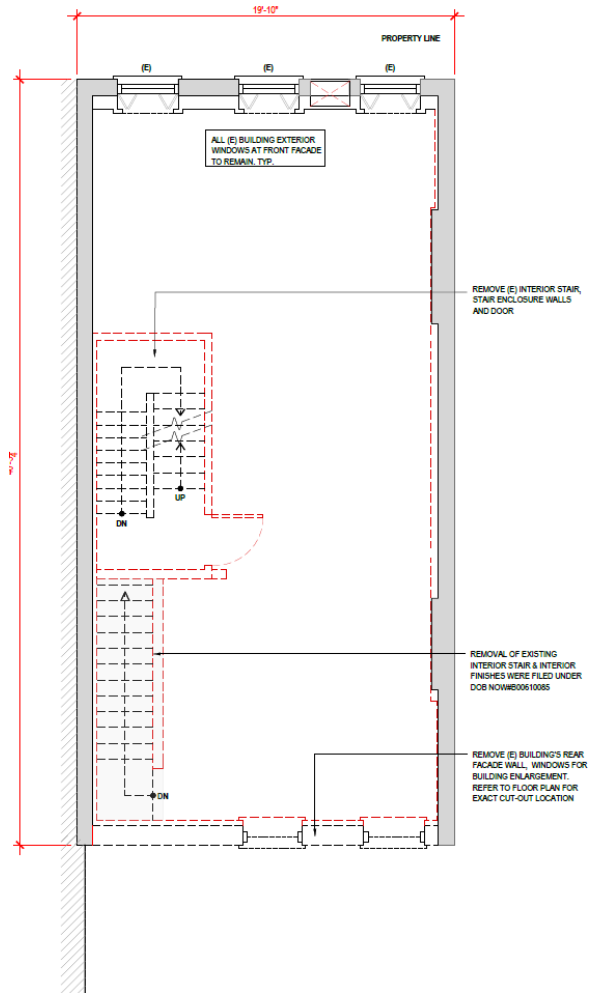 19'-10"
PROPERTY LINE
(E)
(E)
(E)
ALL (E) BUILDING EXTERIOR
WINDOWS AT FRONT FACADE
TO REMAIN, TYP.
REMOVE (E) INTERIOR STAIR,
STAIR ENCLOSURE WALLS
AND DOOR
UP
DN
REMOVAL OF EXISTING
INTERIOR STAIR & INTERIOR
FINISHES WERE FILED UNDER
DOB NOW#B00610085
REMOVE (E) BUILDING'S REAR
FACADE WALL, WINDOWS FOR
BUILDING ENLARGEMENT.
REFER TO FLOOR PLAN FOR
EXACT CUT-OUT LOCATION
DN